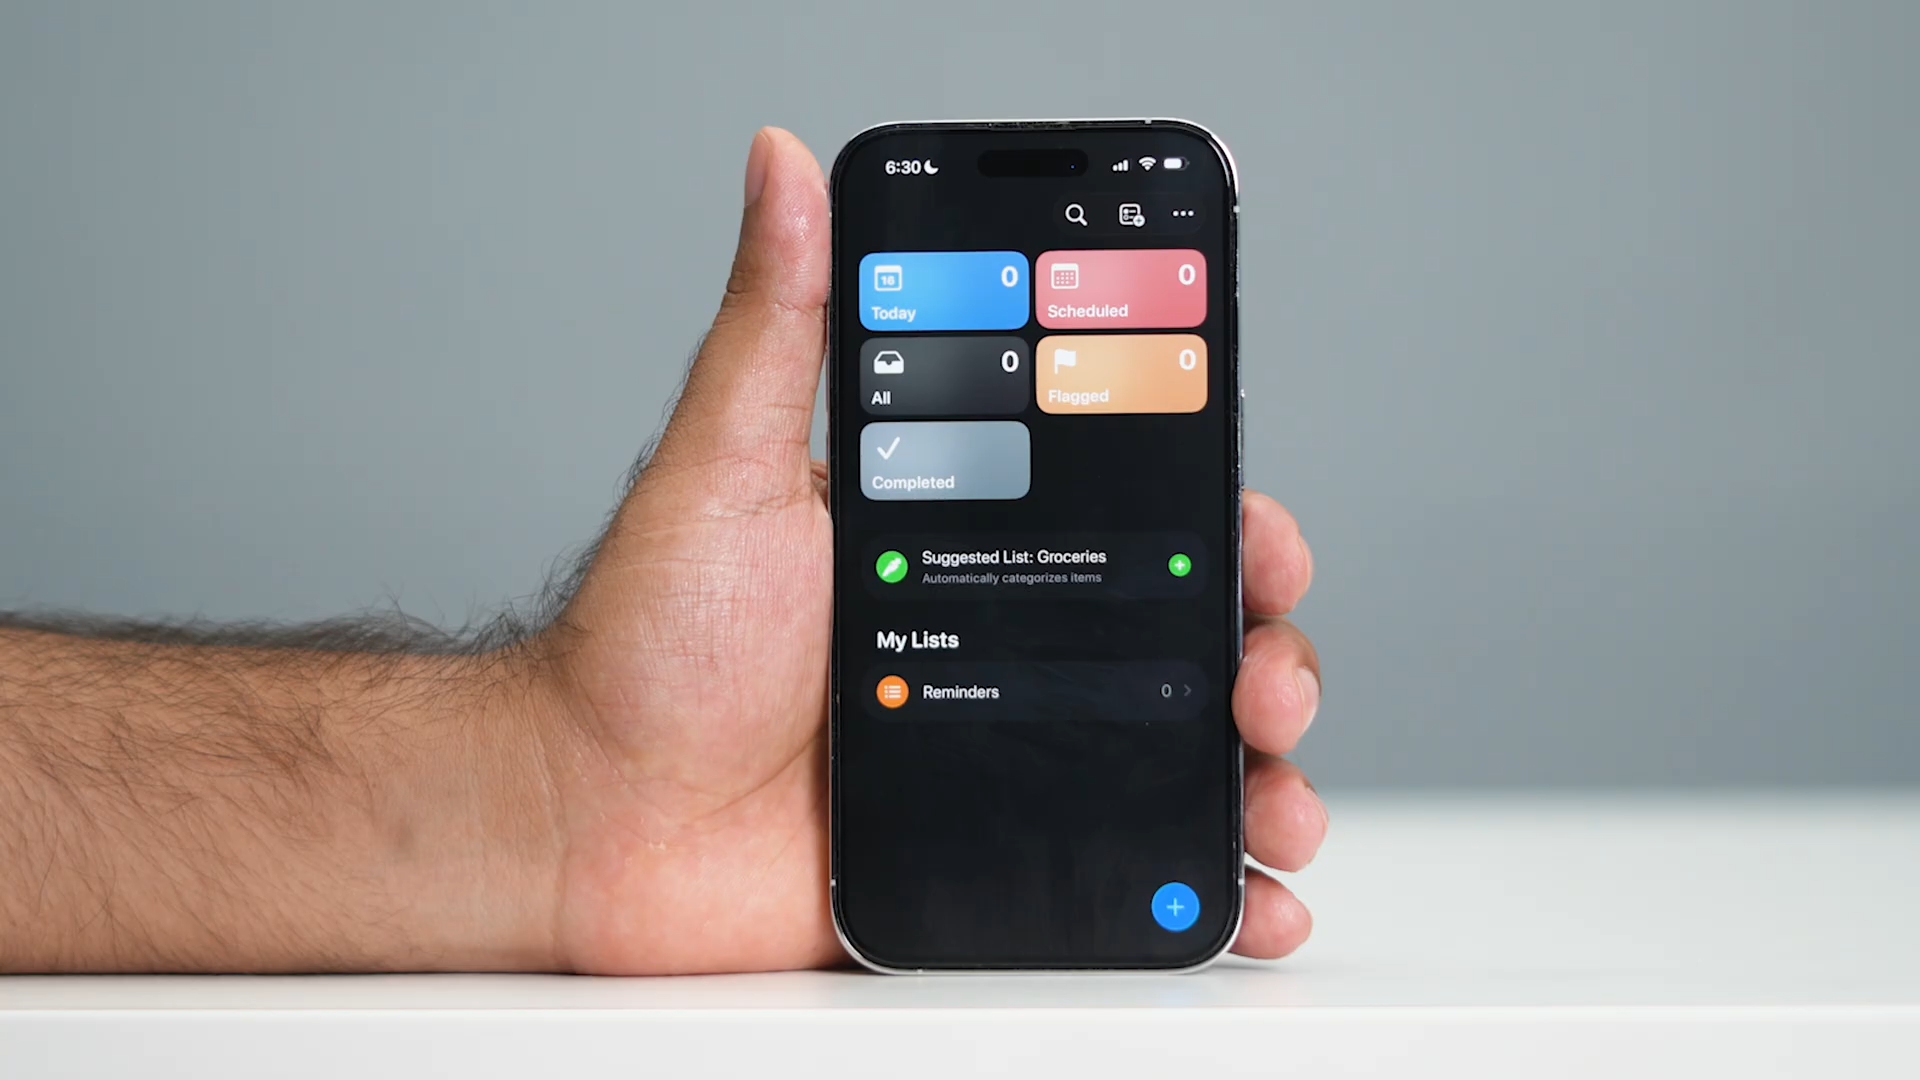 6:30
16
0
Today
0
Scheduled
0
All
0
Flagged
Completed
Suggested List: Groceries
Automatically categorizes items
My Lists
Reminders 0